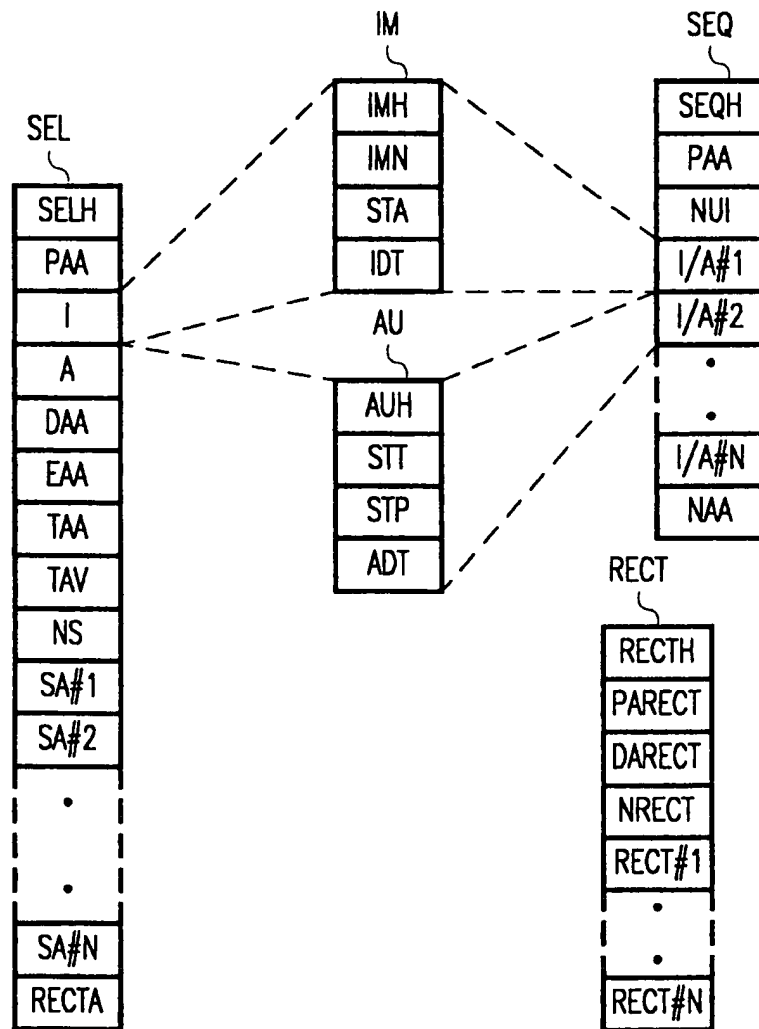 SEL
SELH
PAA
I
A
DAA
EAA
TAA
TAV
NS
SA#1
SA#2
SA#N
RECTA
IM
IMH
IMN
STA
IDT
AU
AUH
STT
STP
ADT
SEQ
SEQH
PAA
NUI
I/A#1
I/A#2
I/A#N
NAA
RECT
RECTH
PARECT
DARECT
NRECT
RECT#1
RECT#N